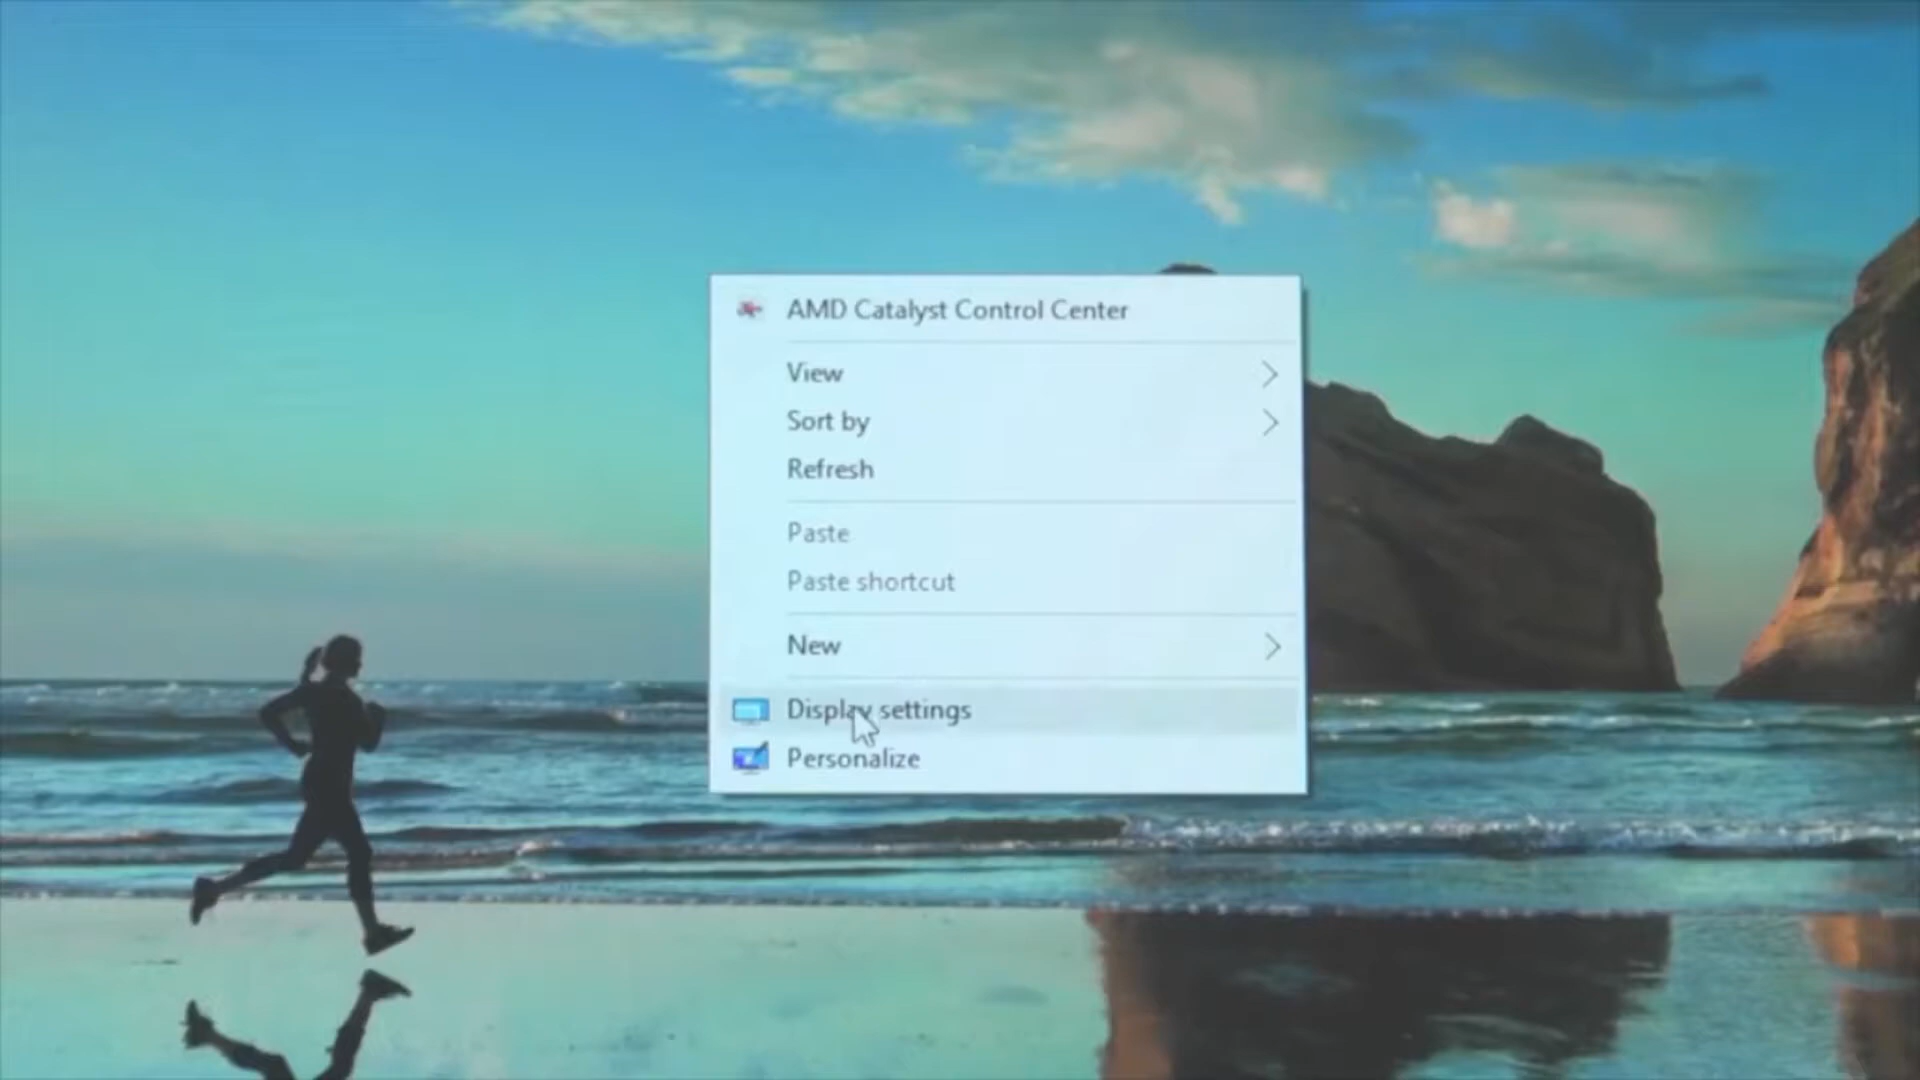 AMD Catalyst Control Center
View
Sort by
Refresh
Paste
Paste shortcut
New
Display settings
Personalize